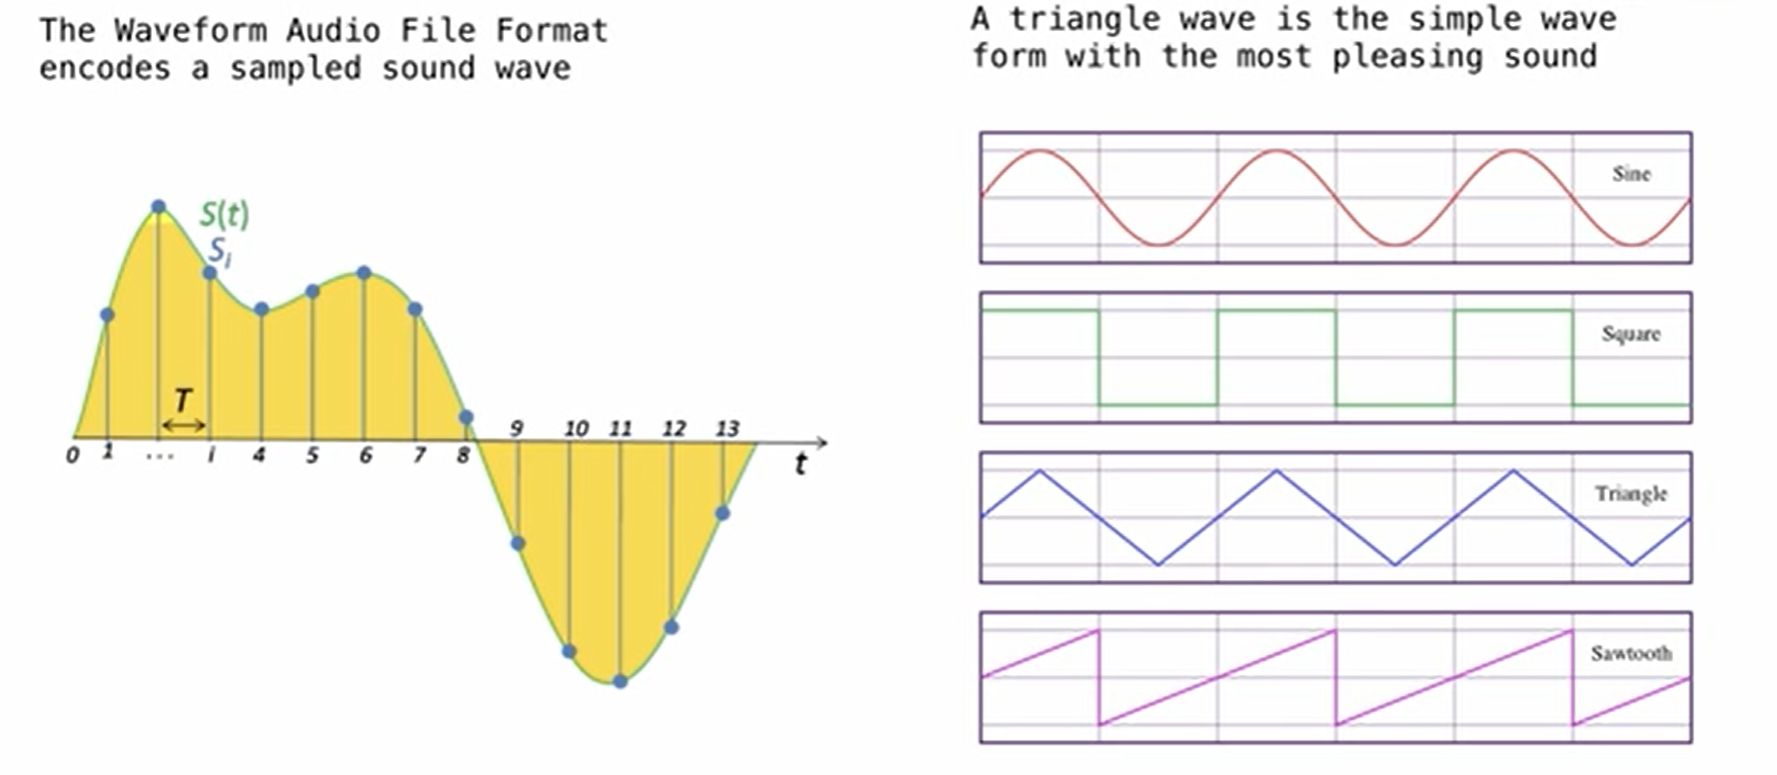 The Waveform Audio File Format
encodes a sampled sound wave
S(t)
Si
T
0 1 ... i 4 5 6 7 8 9 10 11 12 13
t
A triangle wave is the simple wave
form with the most pleasing sound
Sine
Square
Triangle
Sawtooth